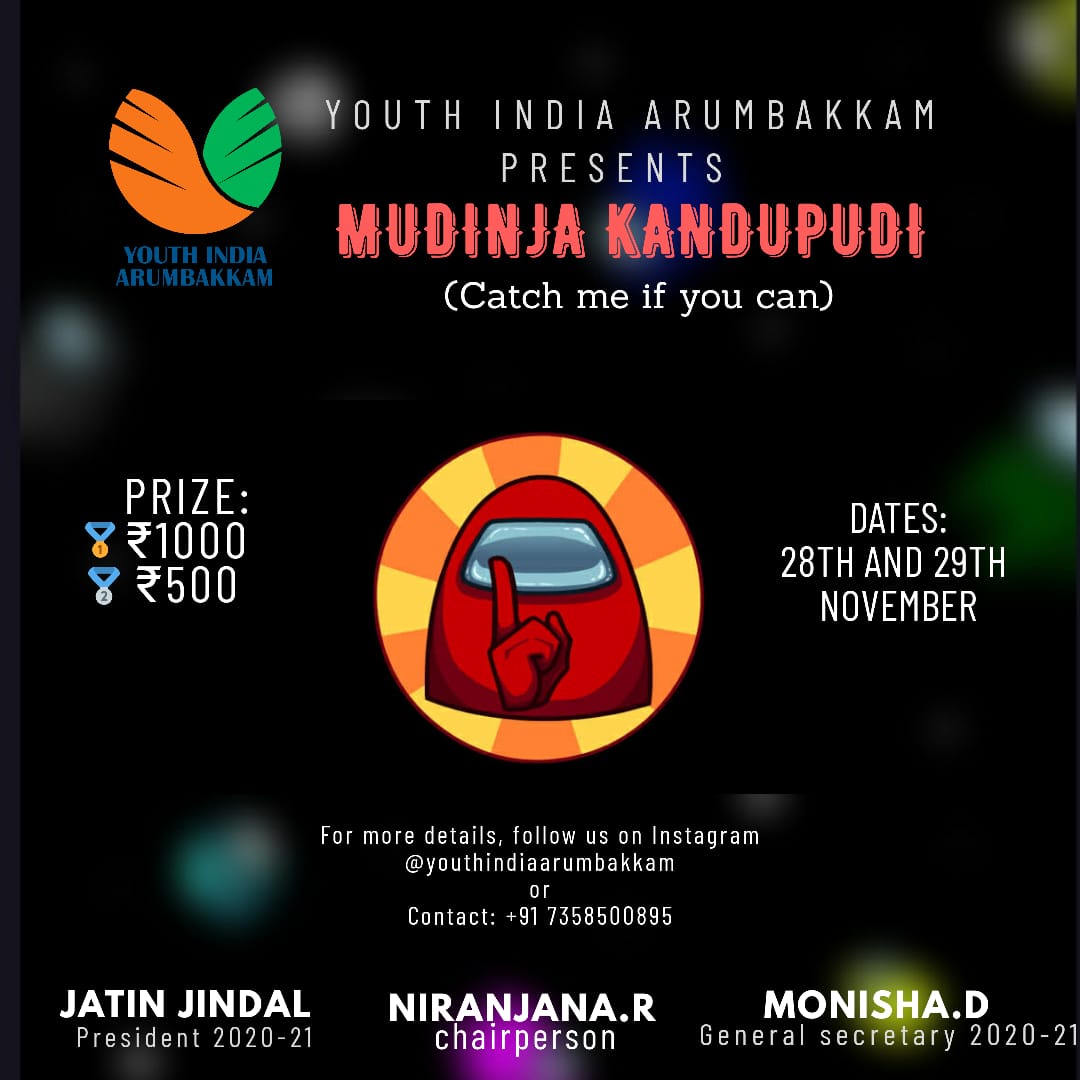 YOUTH INDIA ARUMBAKKAM
PRESENTS
MUDINJA KANDUPUDI
(Catch me if you can)
YOUTH INDIA
ARUMBAKKAM
PRIZE:
1 ₹1000
2 ₹500
DATES:
28TH AND 29TH
NOVEMBER
For more details, follow us on Instagram
@youthindiaarumbakkam
or
Contact: +91 7358500895
JATIN JINDAL
President 2020-21
NIRANJANA.R
chairperson
MONISHA.D
General secretary 2020-21